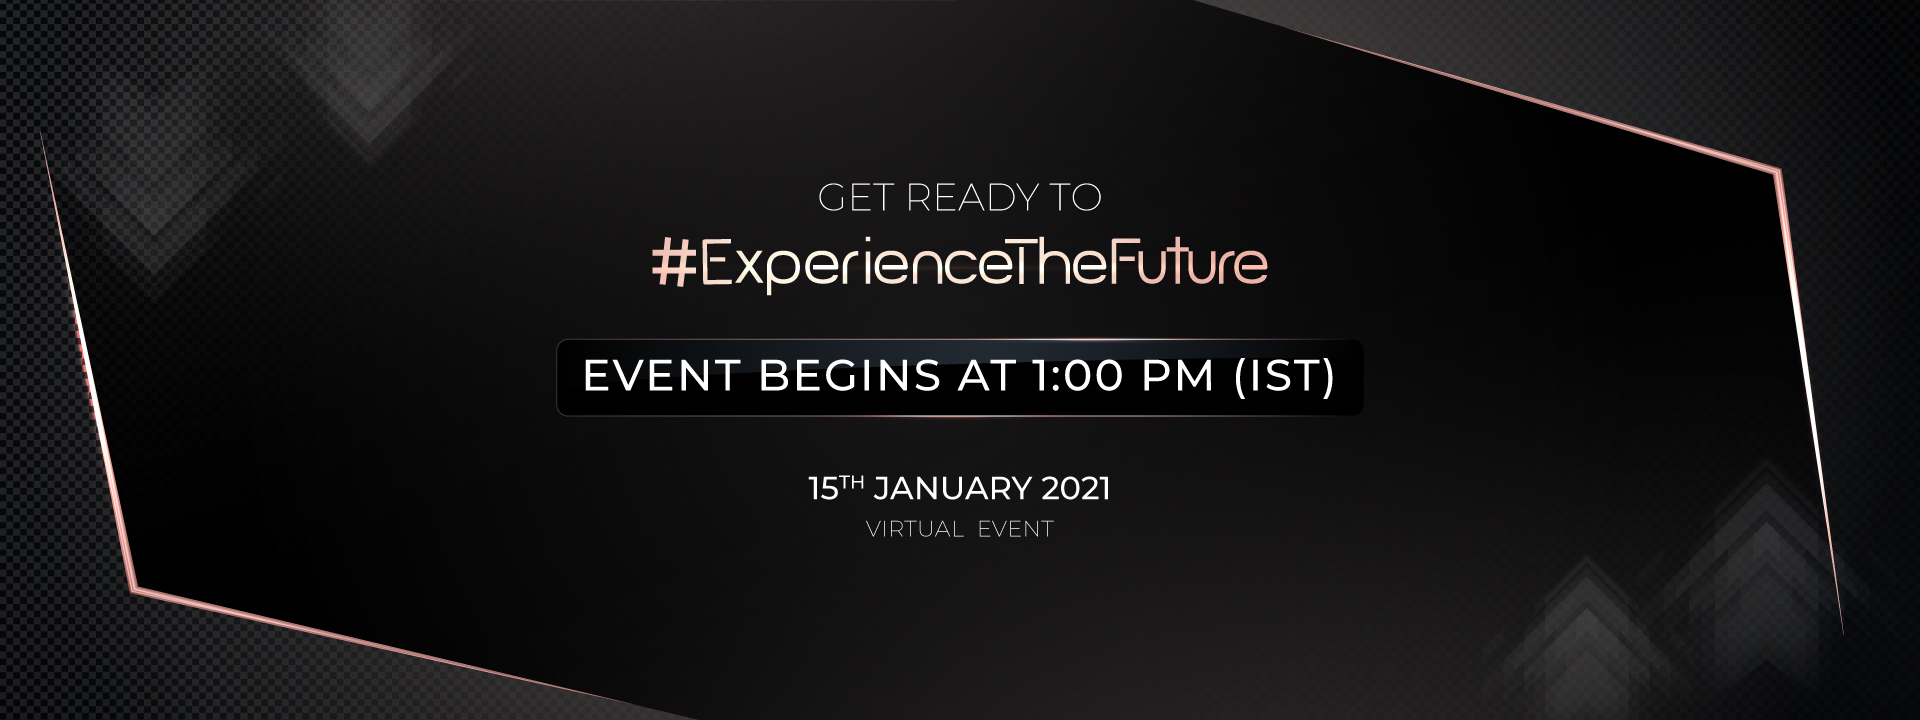 GET READY TO
#ExperienceTheFuture
EVENT BEGINS AT 1:00 PM (IST)
15TH JANUARY 2021
VIRTUAL EVENT